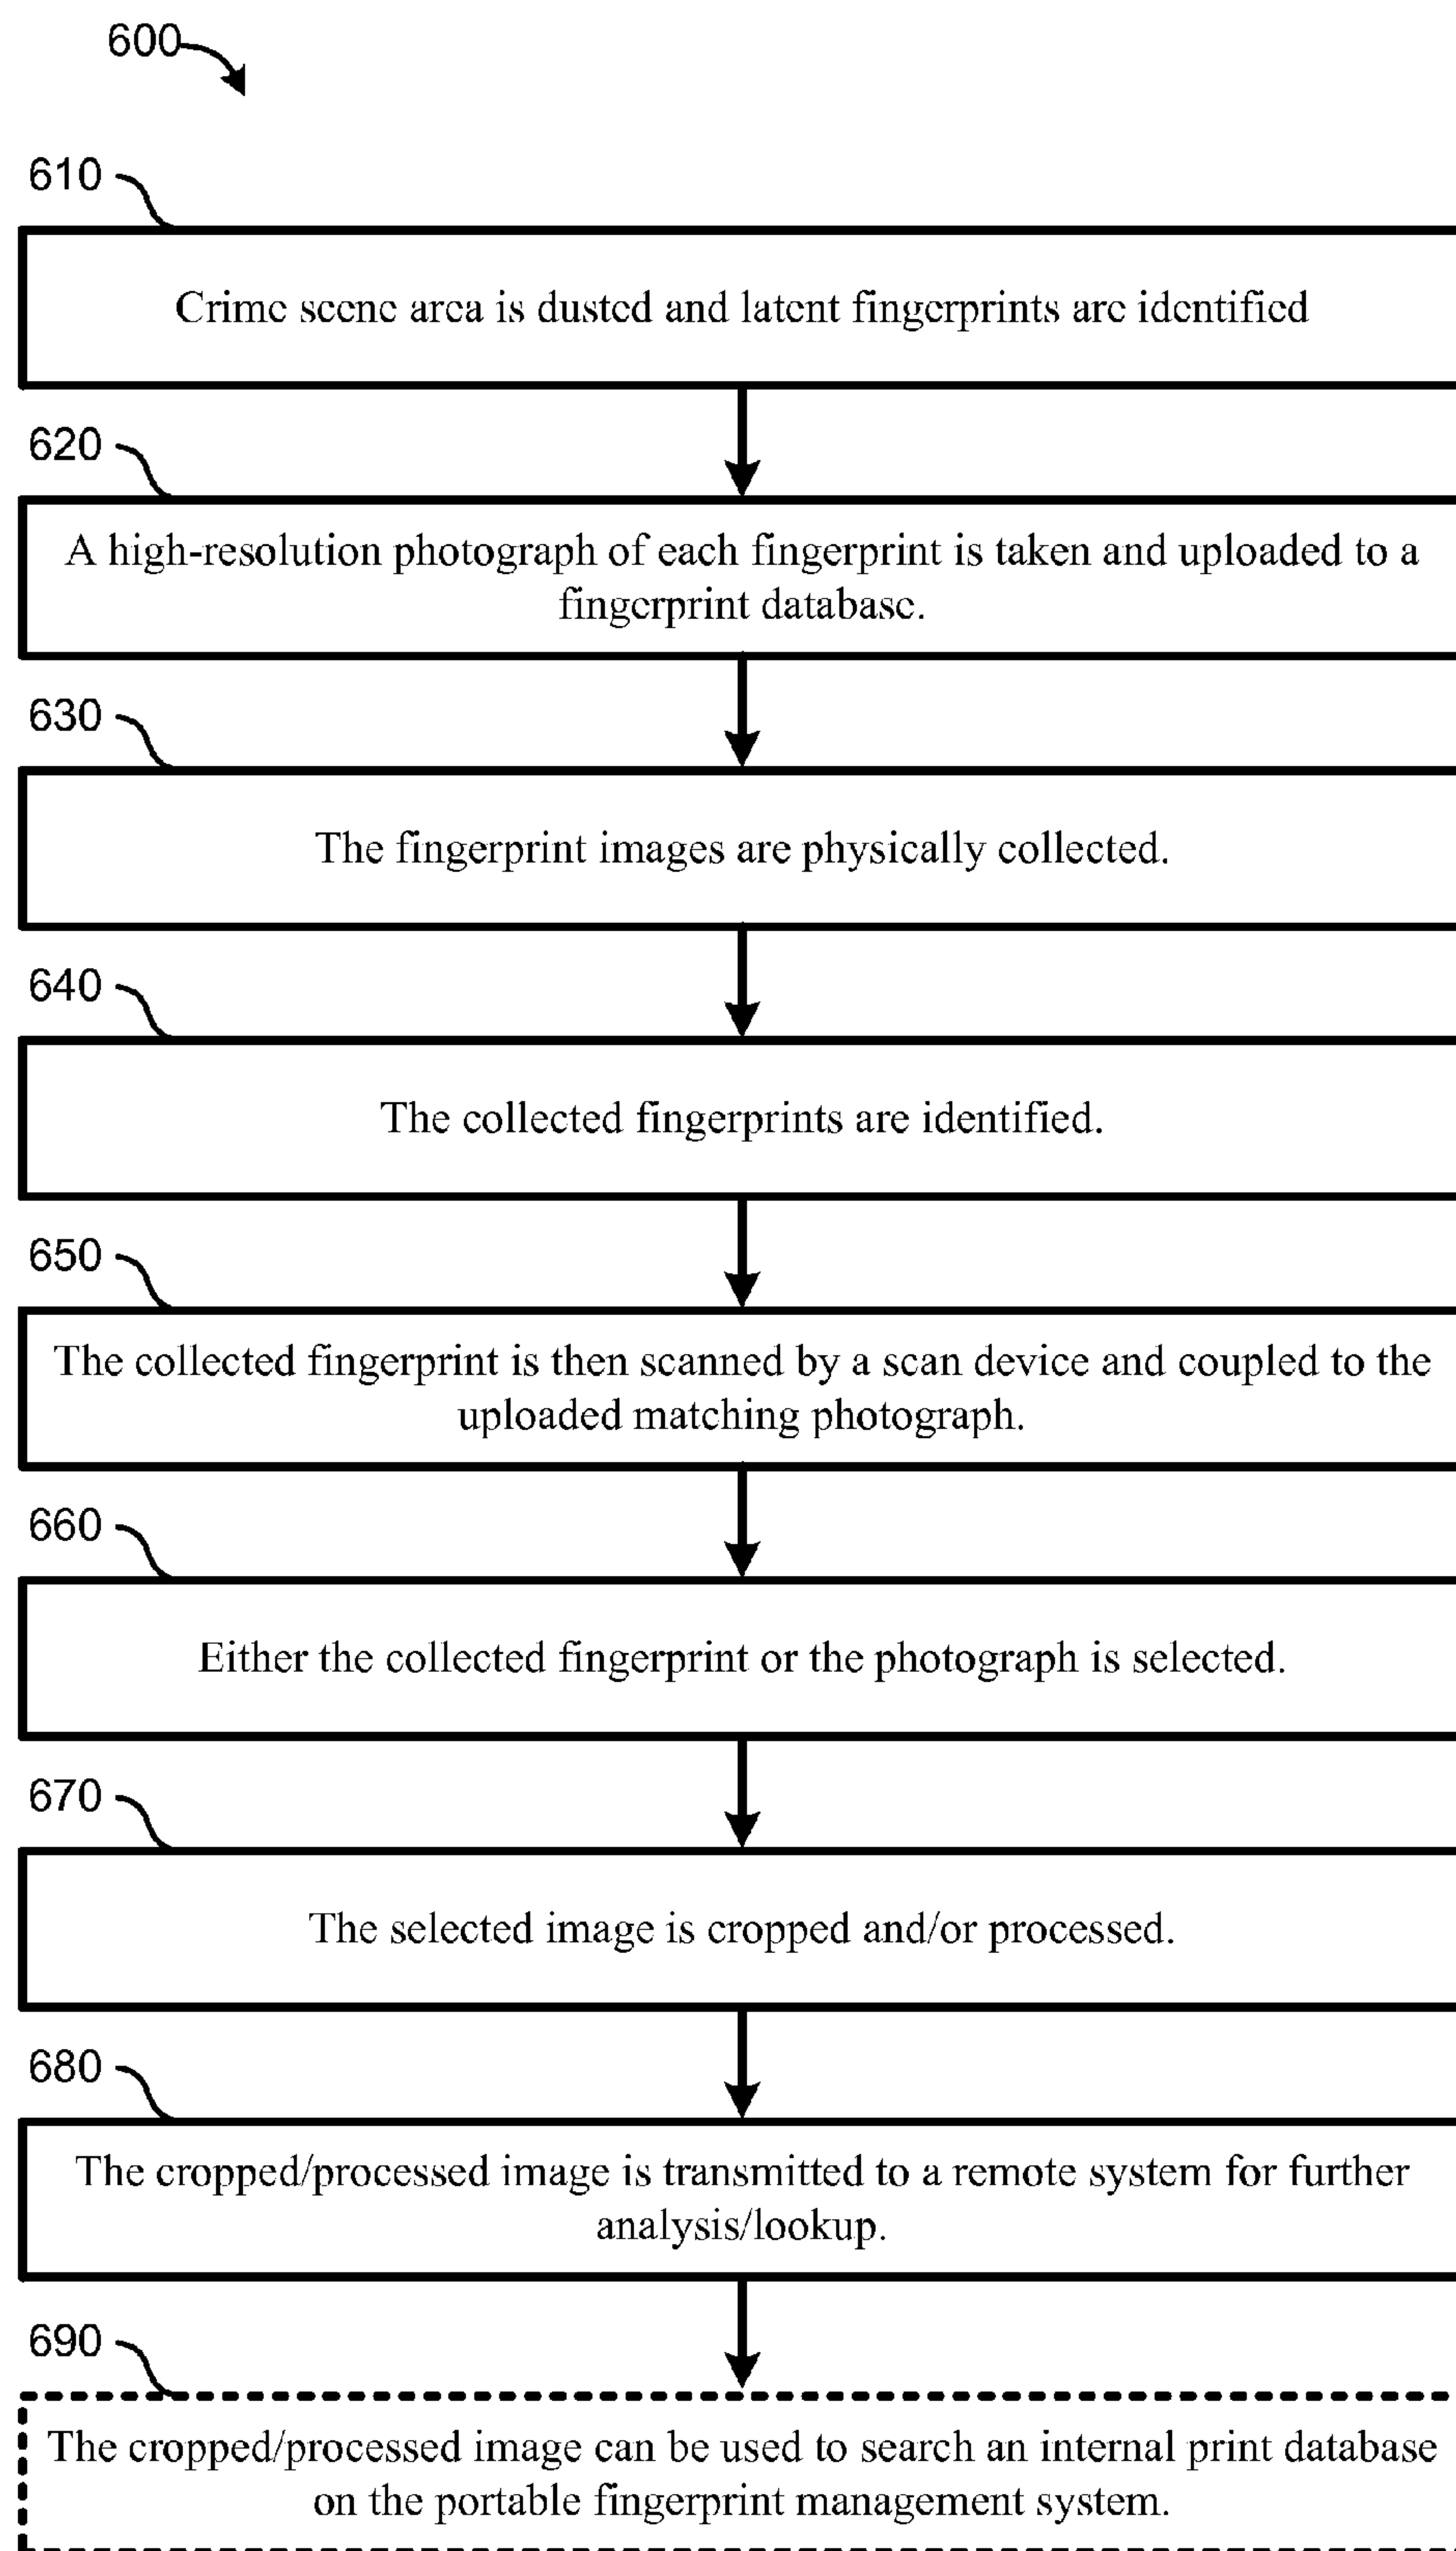 600
610
Crime scene area is dusted and latent fingerprints are identified
620
A high-resolution photograph of each fingerprint is taken and uploaded to a
fingerprint database.
630
The fingerprint images are physically collected.
640
The collected fingerprints are identified.
650
The collected fingerprint is then scanned by a scan device and coupled to the
uploaded matching photograph.
660
Either the collected fingerprint or the photograph is selected.
670
The selected image is cropped and/or processed.
680
The cropped/processed image is transmitted to a remote system for further
analysis/lookup.
690
The cropped/processed image can be used to search an internal print database
on the portable fingerprint management system.